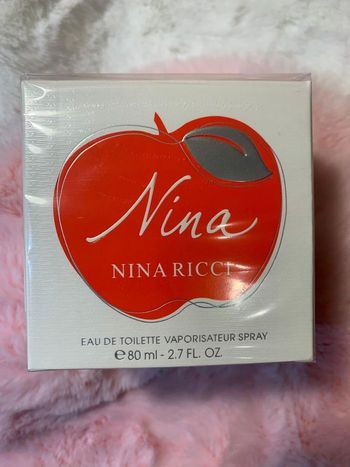 Nina
NINA RICCI
EAU DE TOILETTE VAPORISATEUR SPRAY
℮ 80 ml - 2.7 FL. OZ.